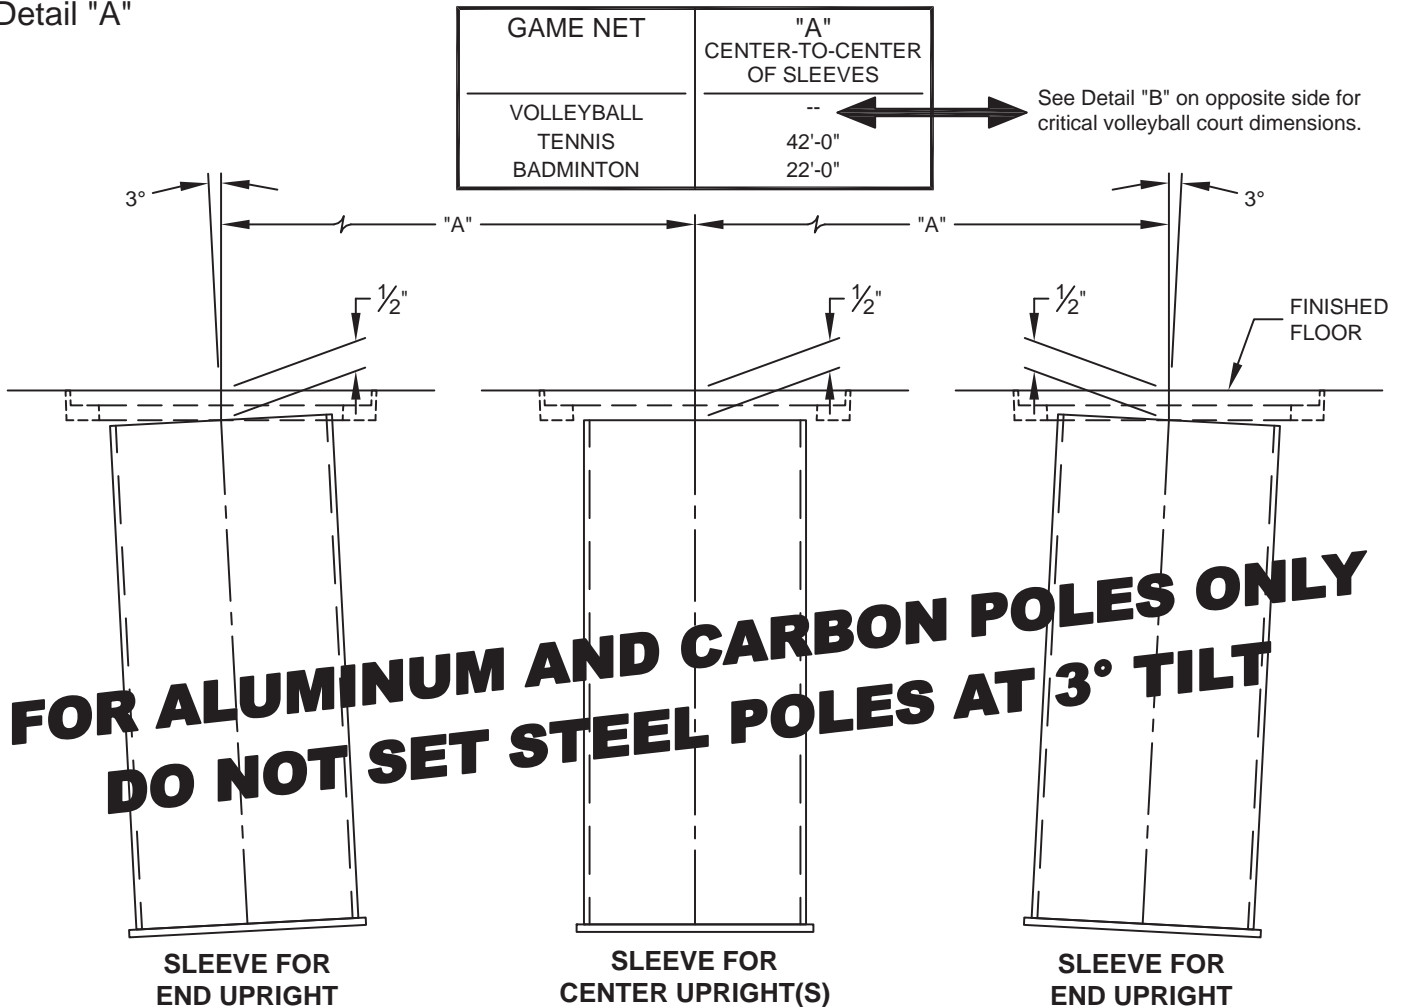 Detail "A"
GAME NET
"A"
CENTER-TO-CENTER
OF SLEEVES
VOLLEYBALL --
TENNIS 42'-0"
BADMINTON 22'-0"
See Detail "B" on opposite side for
critical volleyball court dimensions.
3°
3°
"A"
"A"
1/2"
1/2"
1/2"
FINISHED
FLOOR
FOR ALUMINUM AND CARBON POLES ONLY
DO NOT SET STEEL POLES AT 3° TILT
SLEEVE FOR
END UPRIGHT
SLEEVE FOR
CENTER UPRIGHT(S)
SLEEVE FOR
END UPRIGHT